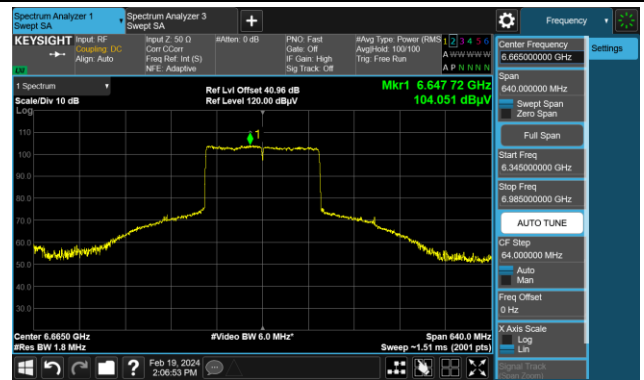 Spectrum Analyzer 1
Swept SA
Spectrum Analyzer 3
Swept SA
+
Frequency
KEYSIGHT
Input: RF
Coupling: DC
Align: Auto
Input Z: 50 Ω
Corr CCorr
Freq Ref: Int (S)
NFE: Adaptive
#Atten: 0 dB
PNO: Fast
Gate: Off
IF Gain: High
Sig Track: Off
#Avg Type: Power (RMS
Avg|Hold: 100/100
Trig: Free Run
1 2 3 4 5 6
A W W W W W
A P N N N N
LW
1 Spectrum
Scale/Div 10 dB
Log
Ref Lvl Offset 40.96 dB
Ref Level 120.00 dBµV
Mkr1 6.647 72 GHz
104.051 dBµV
1
110
100
90.0
80.0
70.0
60.0
50.0
40.0
30.0
Center 6.6650 GHz
#Res BW 1.8 MHz
#Video BW 6.0 MHz*
Span 640.0 MHz
Sweep ~1.51 ms (2001 pts)
Center Frequency
6.665000000 GHz
Span
640.000000 MHz
Swept Span
Zero Span
Full Span
Start Freq
6.345000000 GHz
Stop Freq
6.985000000 GHz
AUTO TUNE
CF Step
64.000000 MHz
Auto
Man
Freq Offset
0 Hz
X Axis Scale
Log
Lin
Signal Track
(Span Zoom)
Settings
?
Feb 19, 2024
2:06:53 PM